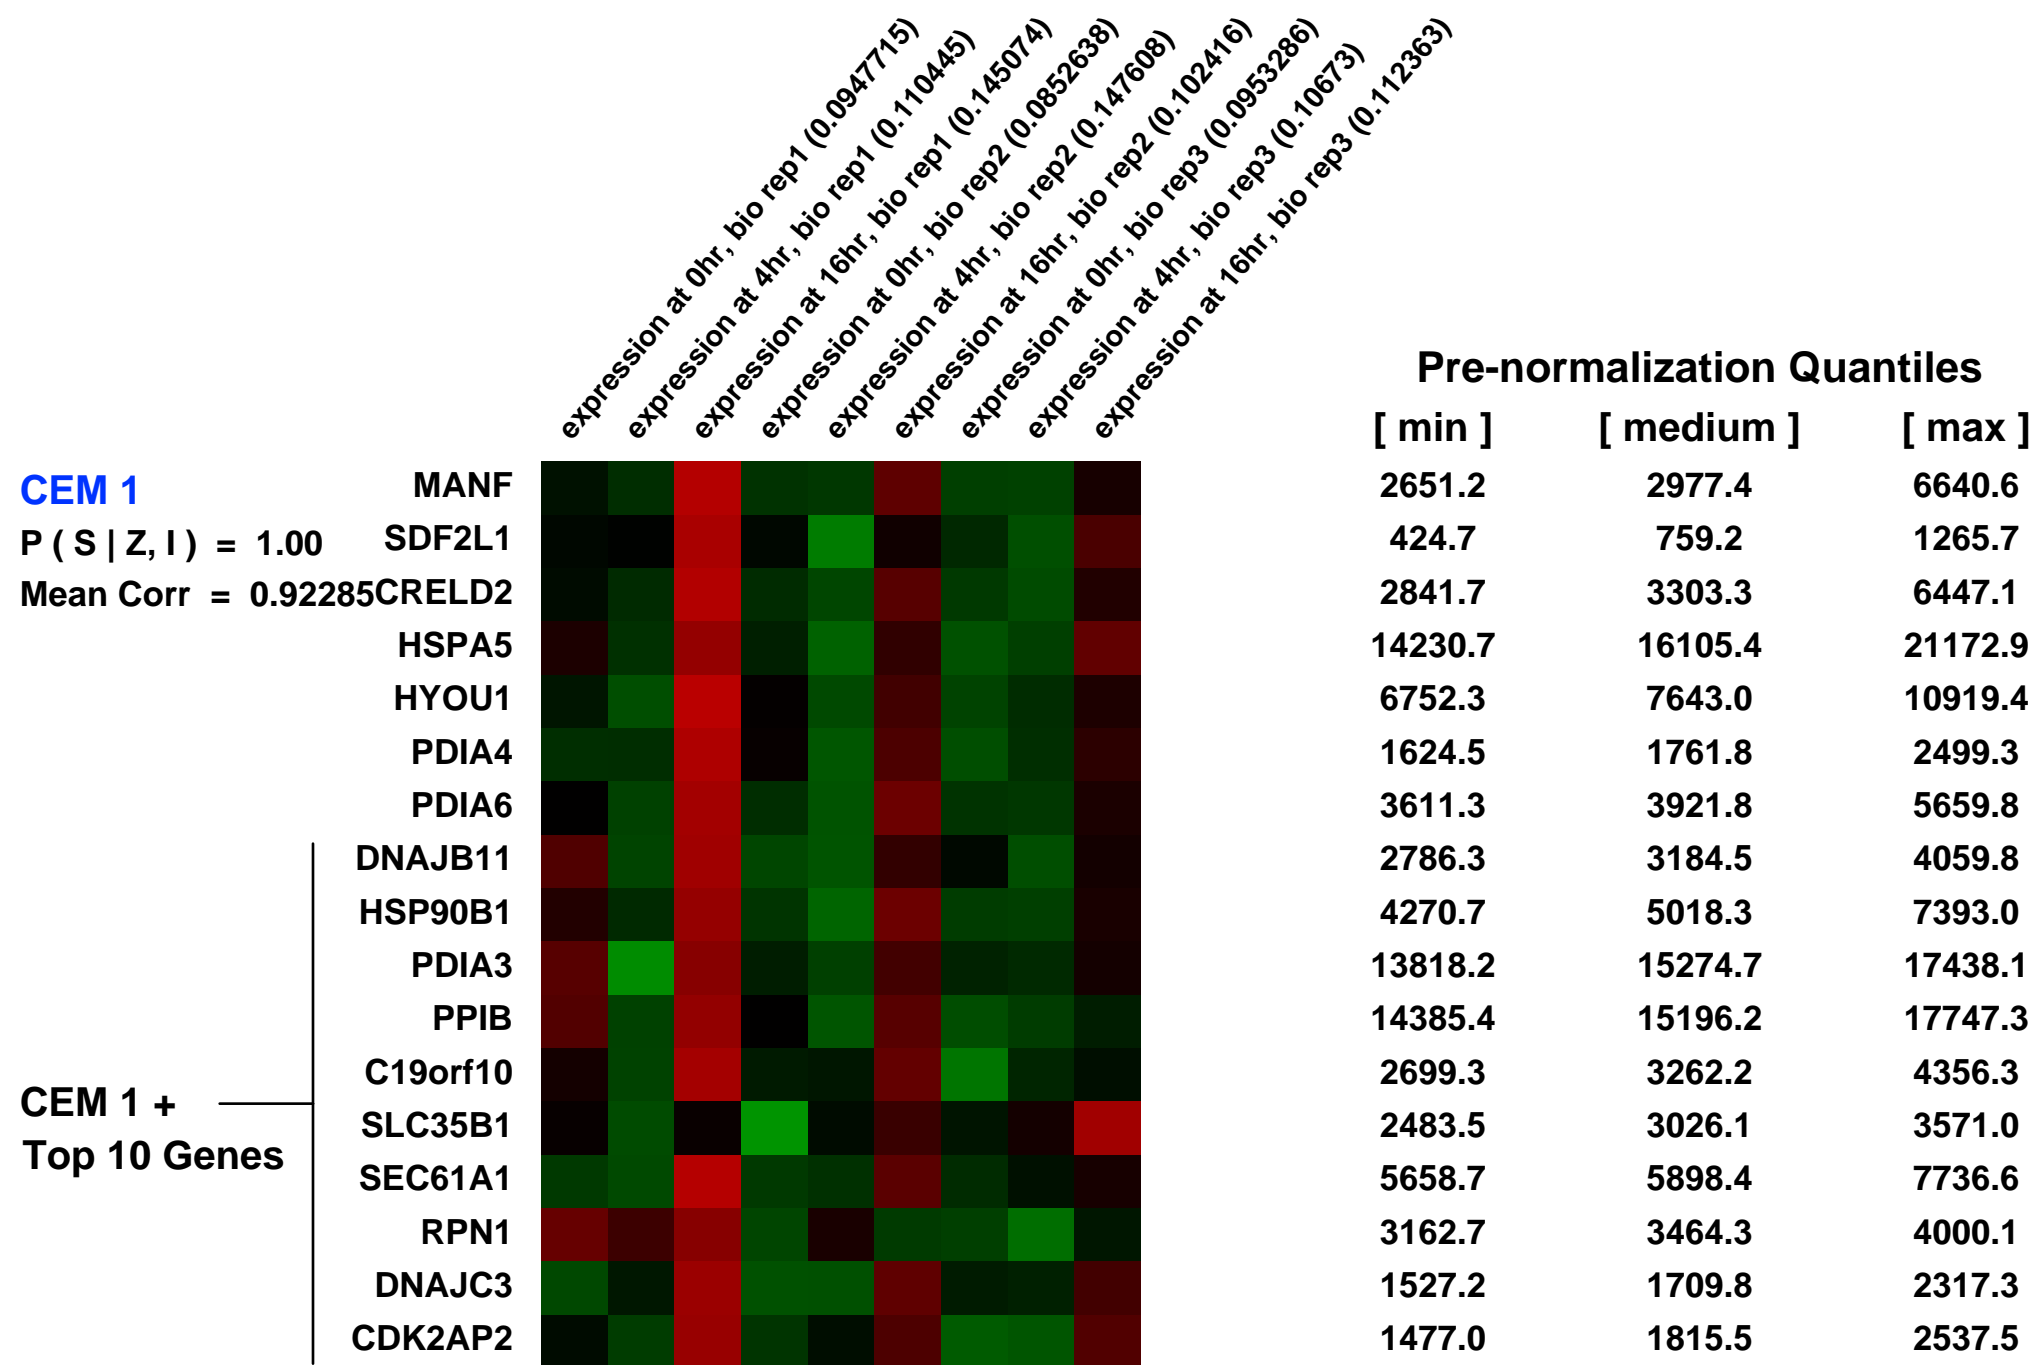 expression at 0hr, bio rep1 (0.0947715)
expression at 4hr, bio rep1 (0.110445)
expression at 16hr, bio rep1 (0.145074)
expression at 0hr, bio rep2 (0.0852638)
expression at 4hr, bio rep2 (0.147608)
expression at 16hr, bio rep2 (0.102416)
expression at 0hr, bio rep3 (0.0953286)
expression at 4hr, bio rep3 (0.10673)
expression at 16hr, bio rep3 (0.112363)
Pre-normalization Quantiles
[ min ] [ medium ] [ max ]
CEM 1 MANF 2651.2 2977.4 6640.6
P ( S | Z, I ) = 1.00 SDF2L1 424.7 759.2 1265.7
Mean Corr = 0.92285 CRELD2 2841.7 3303.3 6447.1
HSPA5 14230.7 16105.4 21172.9
HYOU1 6752.3 7643.0 10919.4
PDIA4 1624.5 1761.8 2499.3
PDIA6 3611.3 3921.8 5659.8
DNAJB11 2786.3 3184.5 4059.8
HSP90B1 4270.7 5018.3 7393.0
PDIA3 13818.2 15274.7 17438.1
PPIB 14385.4 15196.2 17747.3
C19orf10 2699.3 3262.2 4356.3
CEM 1 +
SLC35B1 2483.5 3026.1 3571.0
Top 10 Genes
SEC61A1 5658.7 5898.4 7736.6
RPN1 3162.7 3464.3 4000.1
DNAJC3 1527.2 1709.8 2317.3
CDK2AP2 1477.0 1815.5 2537.5